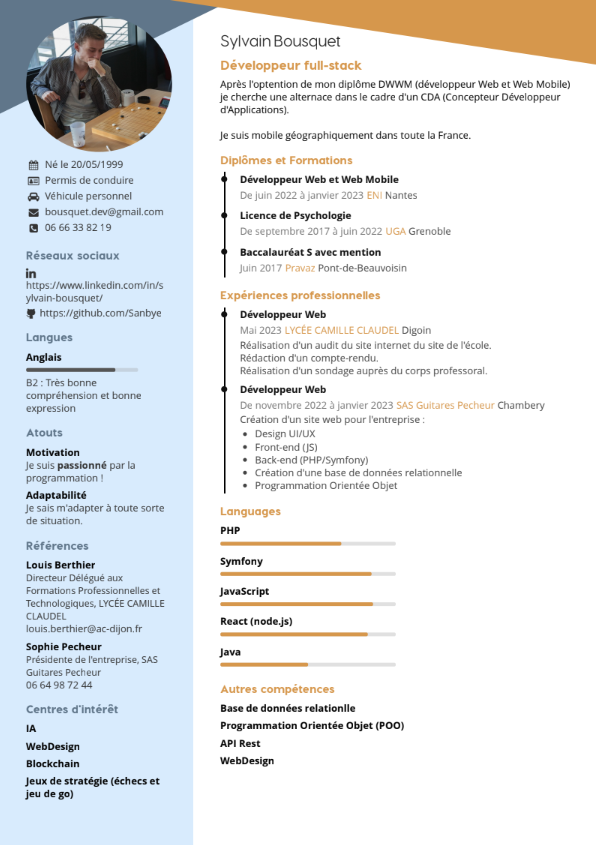 Né le 20/05/1999
Permis de conduire
Véhicule personnel
bousquet.dev@gmail.com
06 66 33 82 19
Réseaux sociaux
https://www.linkedin.com/in/s
ylvain-bousquet/
https://github.com/Sanbye
Langues
Anglais
B2 : Très bonne
compréhension et bonne
expression
Atouts
Motivation
Je suis passionné par la
programmation !
Adaptabilité
Je sais m'adapter à toute sorte
de situation.
Références
Louis Berthier
Directeur Délégué aux
Formations Professionnelles et
Technologiques, LYCÉE CAMILLE
CLAUDEL
louis.berthier@ac-dijon.fr
Sophie Pecheur
Présidente de l'entreprise, SAS
Guitares Pecheur
06 64 98 72 44
Centres d'intérêt
IA
WebDesign
Blockchain
Jeux de stratégie (échecs et
jeu de go)
Sylvain Bousquet
Développeur full-stack
Après l'optention de mon diplôme DWWM (développeur Web et Web Mobile)
je cherche une alternace dans le cadre d'un CDA (Concepteur Développeur
d'Applications).
Je suis mobile géographiquement dans toute la France.
Diplômes et Formations
Développeur Web et Web Mobile
De juin 2022 à janvier 2023 ENI Nantes
Licence de Psychologie
De septembre 2017 à juin 2022 UGA Grenoble
Baccalauréat S avec mention
Juin 2017 Pravaz Pont-de-Beauvoisin
Expériences professionnelles
Développeur Web
Mai 2023 LYCÉE CAMILLE CLAUDEL Digoin
Réalisation d'un audit du site internet du site de l'école.
Rédaction d'un compte-rendu.
Réalisation d'un sondage auprès du corps professoral.
Développeur Web
De novembre 2022 à janvier 2023 SAS Guitares Pecheur Chambery
Création d'un site web pour l'entreprise :
• Design UI/UX
• Front-end (JS)
• Back-end (PHP/Symfony)
• Création d'une base de données relationnelle
• Programmation Orientée Objet
Languages
PHP
Symfony
JavaScript
React (node.js)
Java
Autres compétences
Base de données relationlle
Programmation Orientée Objet (POO)
API Rest
WebDesign